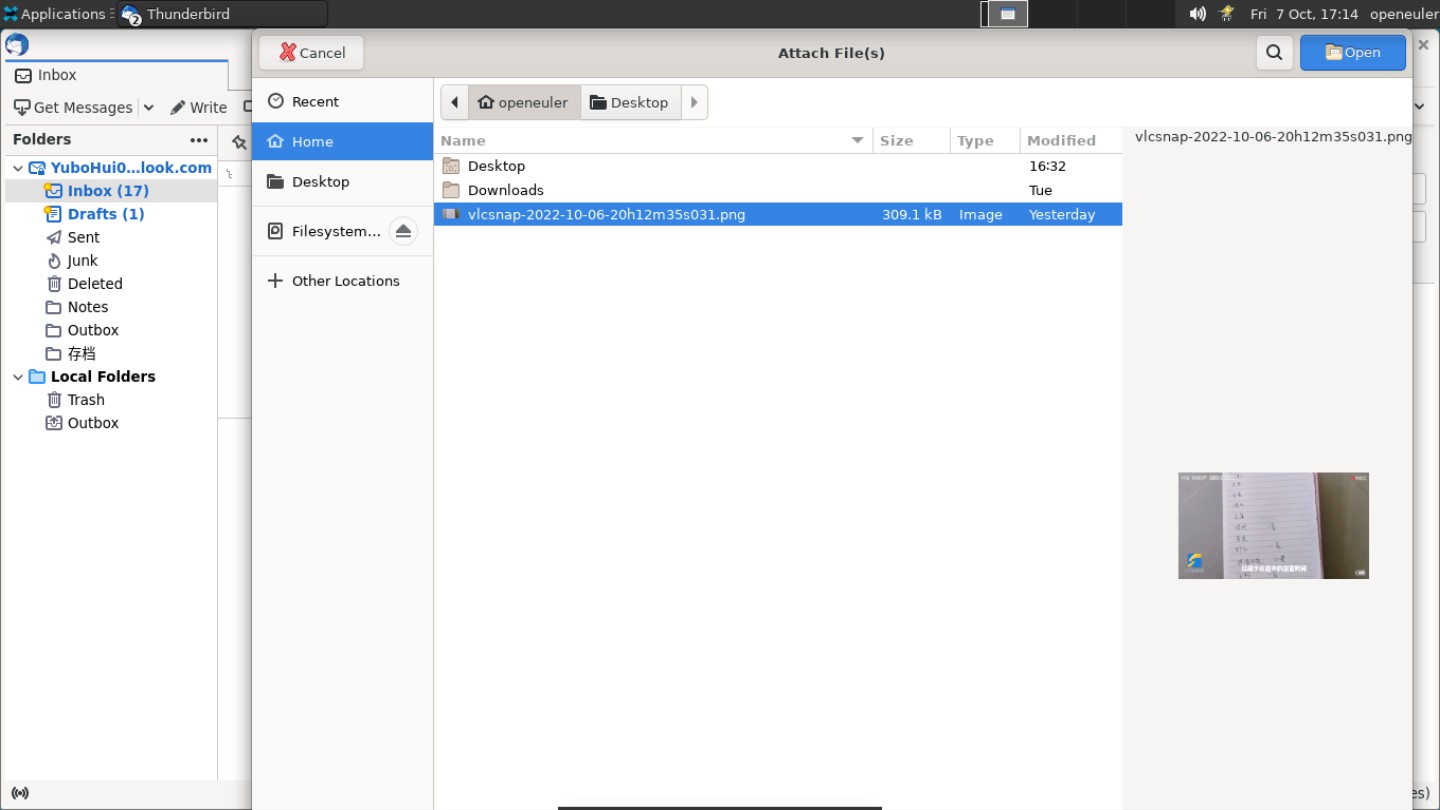 Applications
Thunderbird
2
Fri 7 Oct, 17:14
openeuler
Cancel
Attach File(s)
Open
Inbox
Get Messages
Write
Folders
YuboHui0...look.com
Inbox (17)
Drafts (1)
Sent
Junk
Deleted
Notes
Outbox
存档
Local Folders
Trash
Outbox
Recent
Home
Desktop
Filesystem...
Other Locations
openeuler
Desktop
Name
Size
Type
Modified
Desktop
16:32
Downloads
Tue
vlcsnap-2022-10-06-20h12m35s031.png
309.1 kB
Image
Yesterday
vlcsnap-2022-10-06-20h12m35s031.png
es)